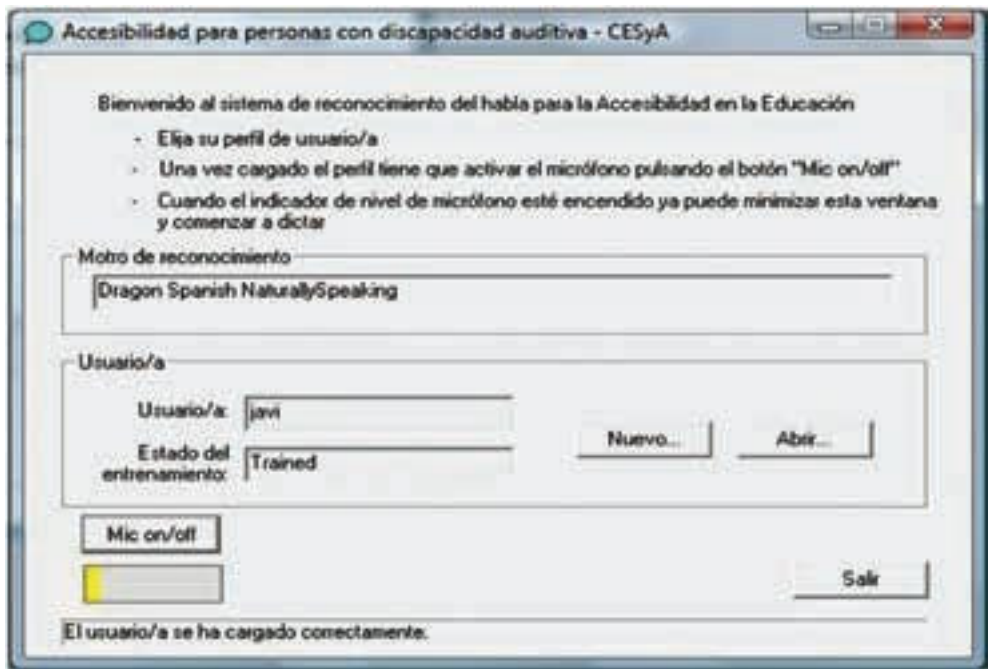 Accesibilidad para personas con discapacidad auditiva - CESyA
Bienvenido al sistema de reconocimiento del habla para la Accesibilidad en la Educación
- Elija su perfil de usuario/a
- Una vez cargado el perfil tiene que activar el micrófono pulsando el botón "Mic on/off"
- Cuando el indicador de nivel de micrófono esté encendido ya puede minimizar esta ventana
y comenzar a dictar
Motro de reconocimiento
Dragon Spanish NaturallySpeaking
Usuario/a
Usuario/a: javi
Nuevo... Abrir...
Estado del
entrenamiento: Trained
Mic on/off
Salir
El usuario/a se ha cargado correctamente.